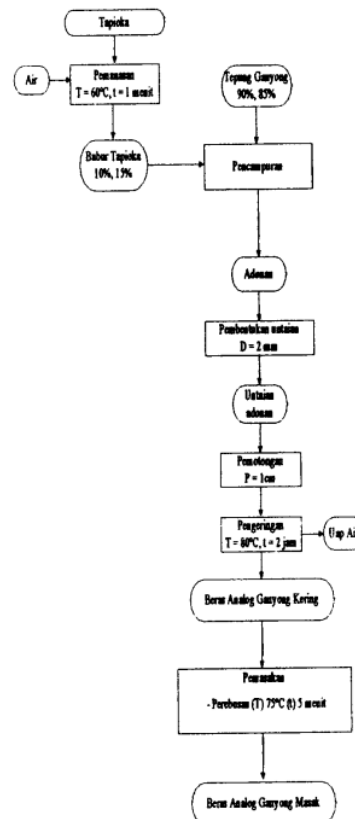 Tapioka
Air
Pemanasan
T = 60°C, t = 1 menit
Tepung Ganyong
90%, 85%
Bubur Tapioka
10%, 15%
Pencampuran
Adonan
Pembentukan untaian
D = 2 mm
Untaian
adonan
Pemotongan
P = 1cm
Pengeringan
T = 80°C, t = 2 jam
Uap Air
Beras Analog Ganyong Kering
Pemasakan
- Perebusan (T) 75°C (t) 5 menit
Beras Analog Ganyong Masak